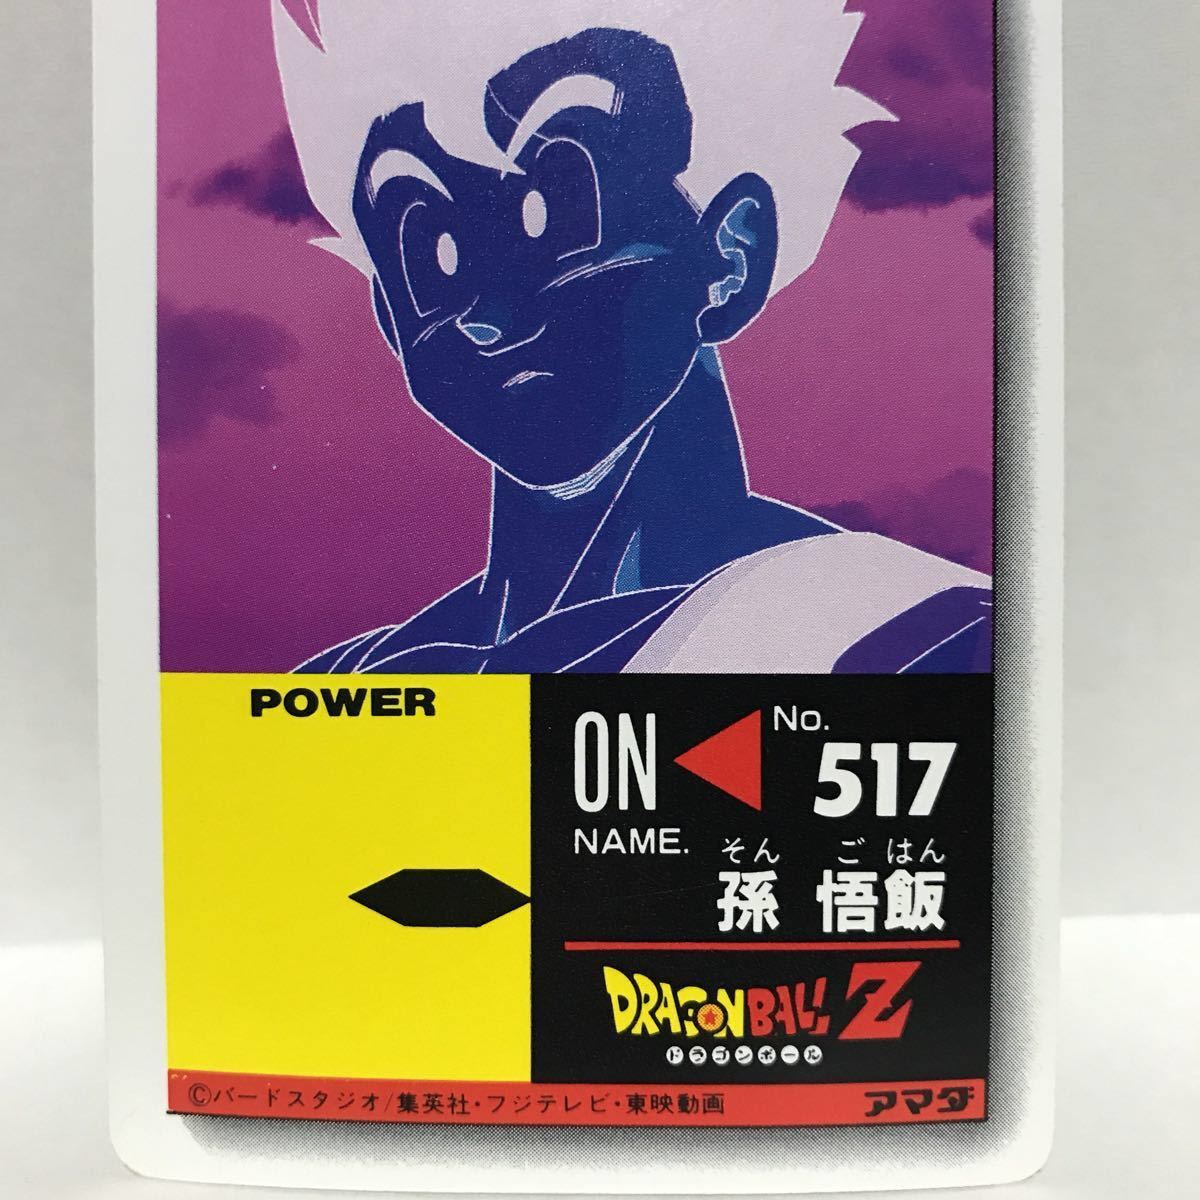 POWER
ON
No.
517
NAME.
そん ご はん
孫 悟飯
DRAGON BALL Z
ドラゴンボール
©バードスタジオ/集英社・フジテレビ・東映動画
アマダ